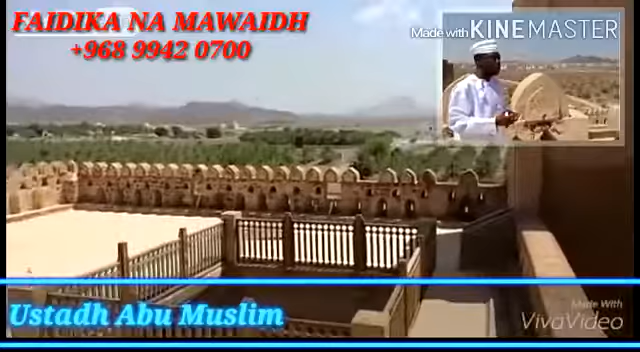 FAIDIKA NA MAWAIDH
+968 9942 0700
Made with KINEMASTER
Ustadh Abu Muslim
Made With
VivaVideo